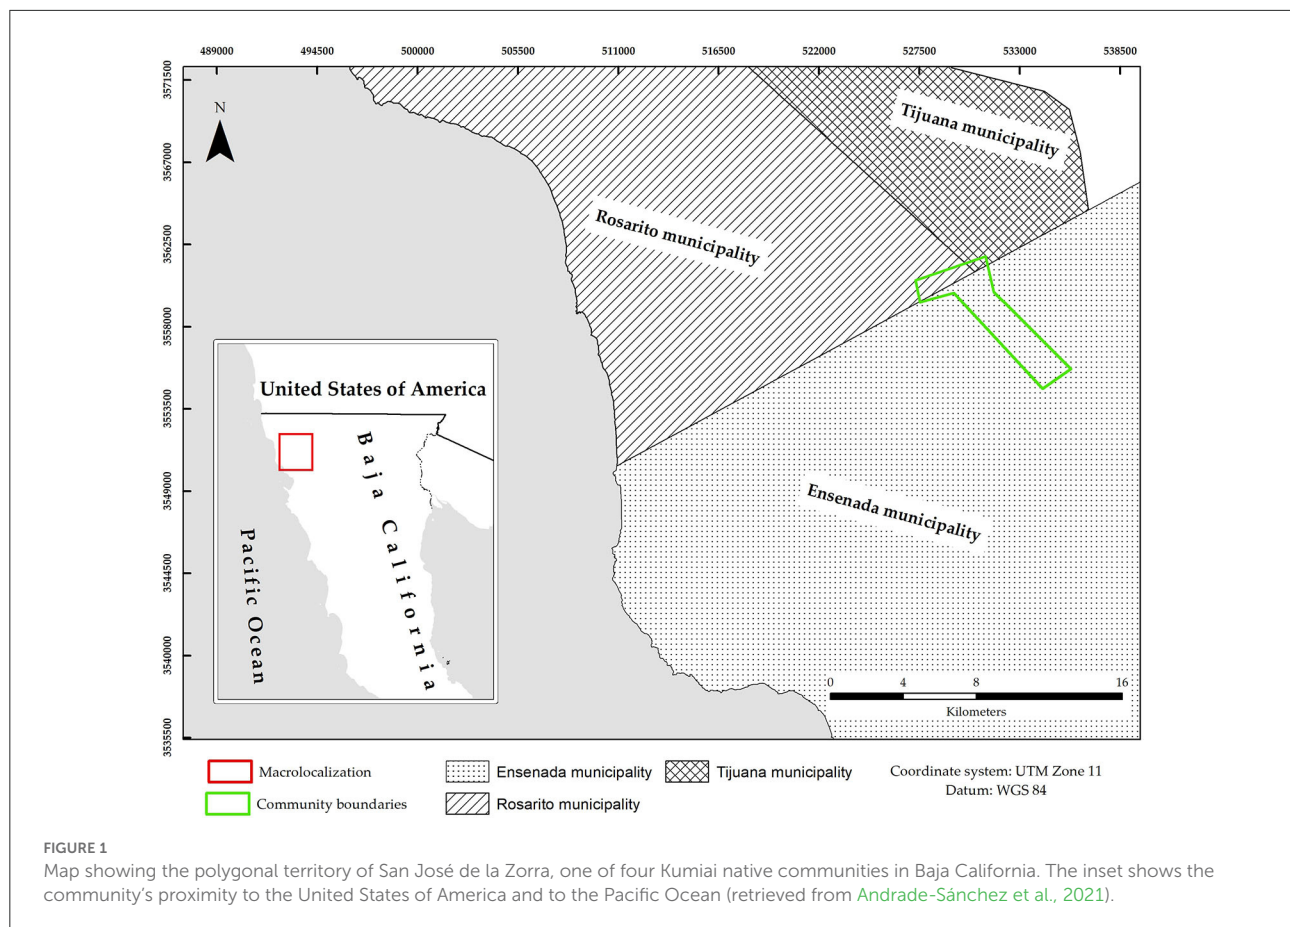 489000 494500 500000 505500 511000 516500 522000 527500 533000 538500
3571500
3567000
3562500
3558000
3553500
3549000
3544500
3540000
3535500
N
Tijuana municipality
Rosarito municipality
Ensenada municipality
United States of America
Baja California
Pacific Ocean
0 4 8 16
Kilometers
Macrolocalization
Community boundaries
Ensenada municipality
Rosarito municipality
Tijuana municipality
Coordinate system: UTM Zone 11
Datum: WGS 84
FIGURE 1
Map showing the polygonal territory of San José de la Zorra, one of four Kumiai native communities in Baja California. The inset shows the
community's proximity to the United States of America and to the Pacific Ocean (retrieved from Andrade-Sánchez et al., 2021).